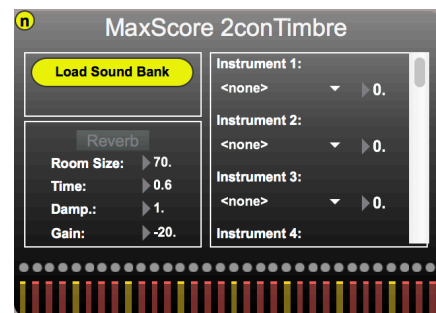 n
MaxScore 2conTimbre
Load Sound Bank
Reverb
Room Size: 70.
Time: 0.6
Damp.: 1.
Gain: -20.
Instrument 1:
<none> 0.
Instrument 2:
<none> 0.
Instrument 3:
<none> 0.
Instrument 4: